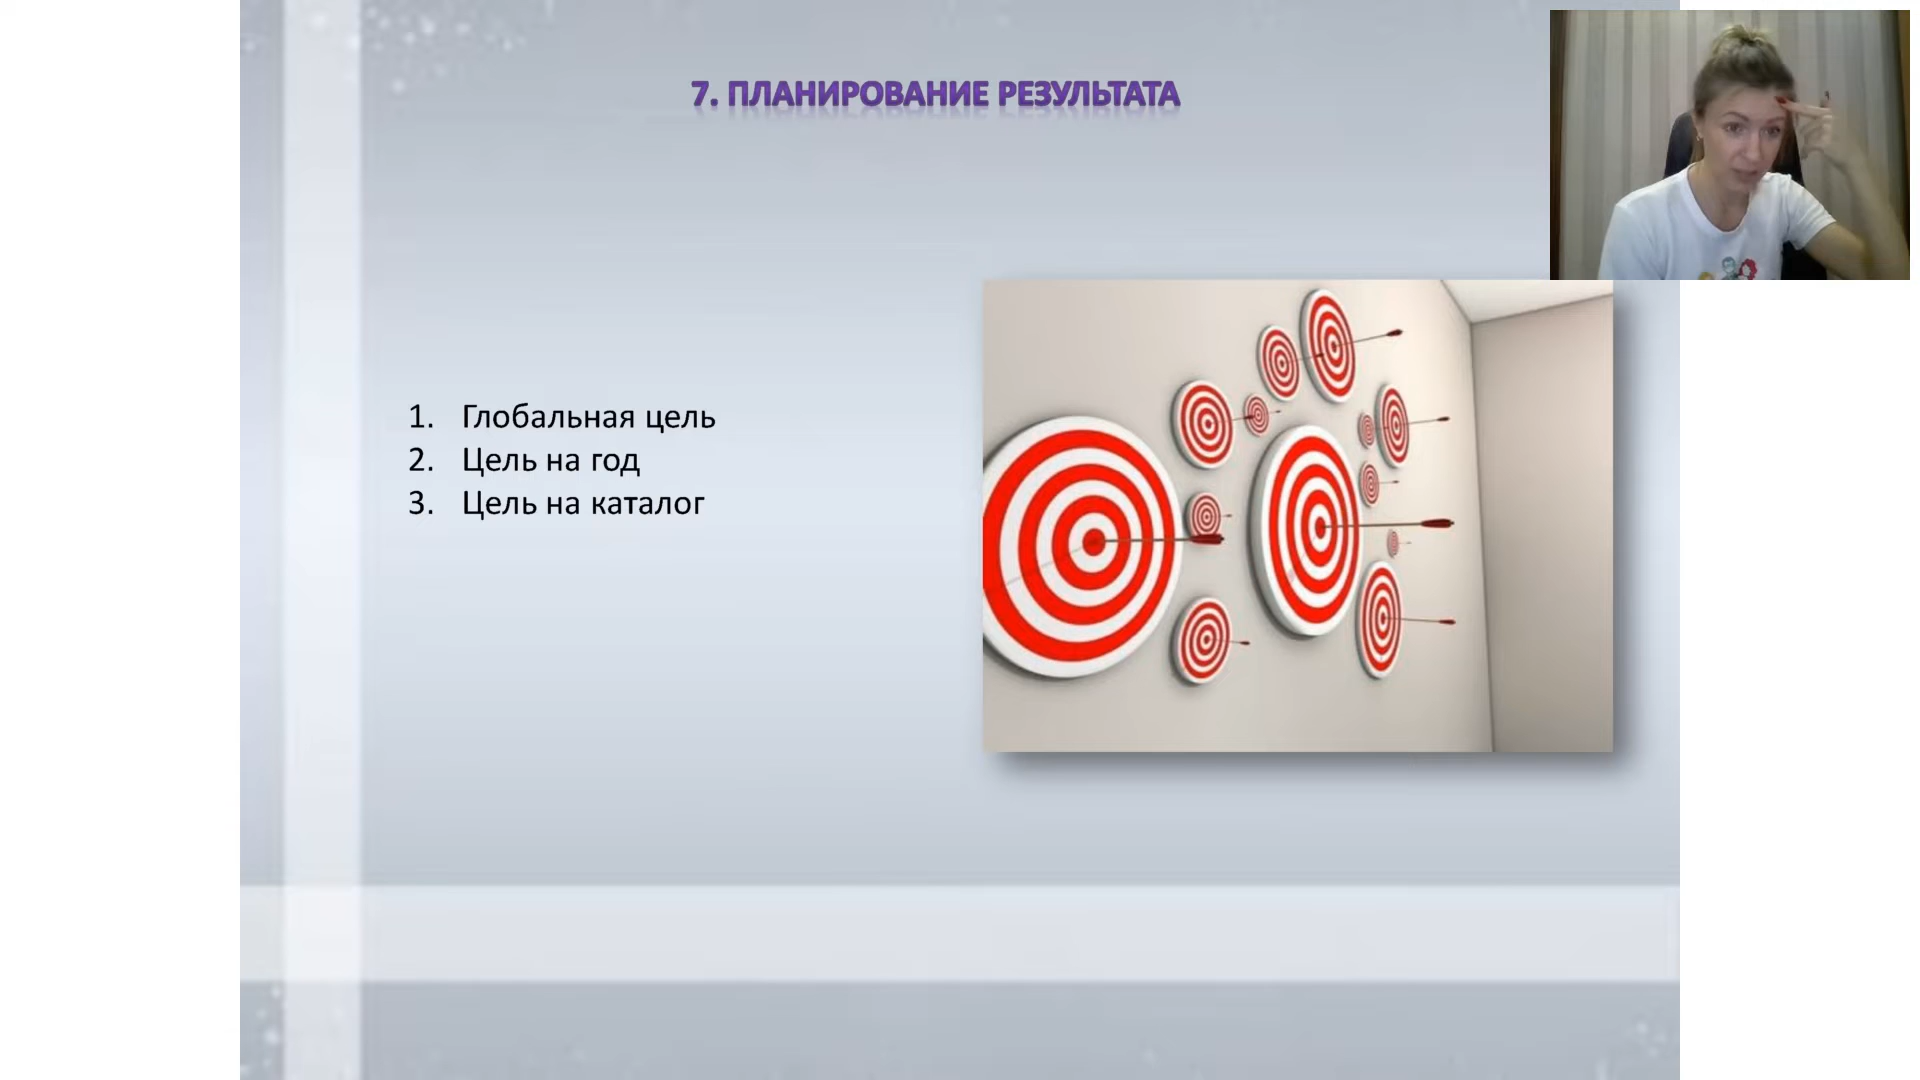 7. ПЛАНИРОВАНИЕ РЕЗУЛЬТАТА
1. Глобальная цель
2. Цель на год
3. Цель на каталог